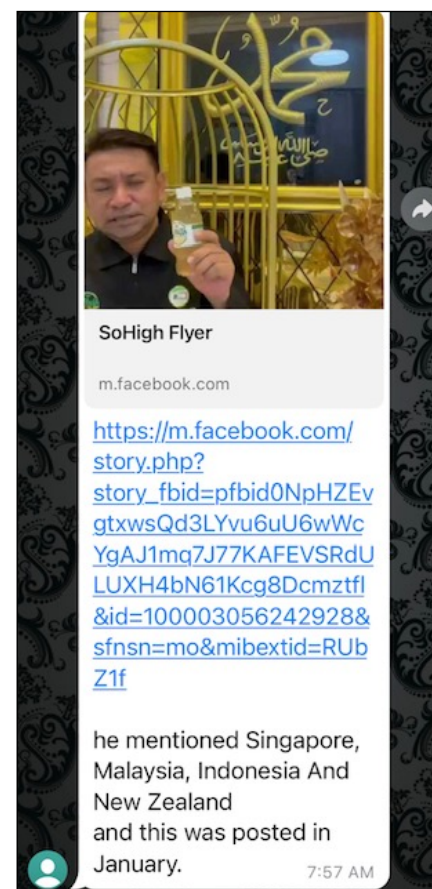 محمد
SoHigh Flyer
m.facebook.com
https://m.facebook.com/
story.php?
story_fbid=pfbid0NpHZEv
gtxwsQd3LYvu6uU6wWc
YgAJ1mq7J77KAFEVSRdU
LUXH4bN61Kcg8Dcmztfl
&id=100003056242928&
sfnsn=mo&mibextid=RUb
Z1f
he mentioned Singapore,
Malaysia, Indonesia And
New Zealand
and this was posted in
January.
7:57 AM